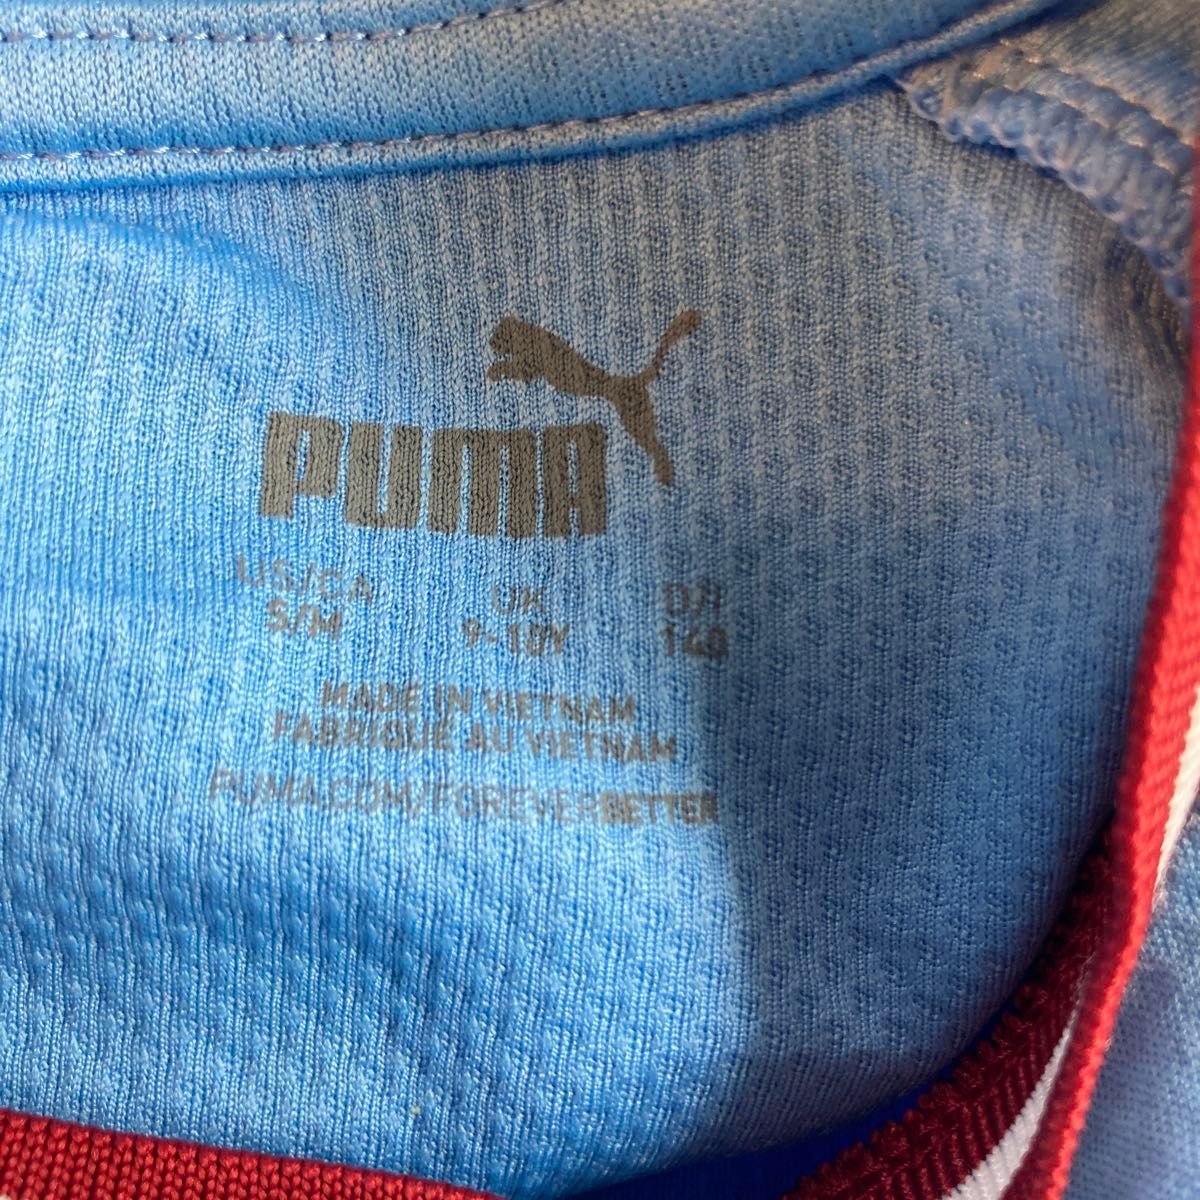 PUMA
US/CA UK D/I
S/M 9-10Y 140
MADE IN VIETNAM
FABRIQUE AU VIETNAM
PUMA.COM/FOREVERBETTER